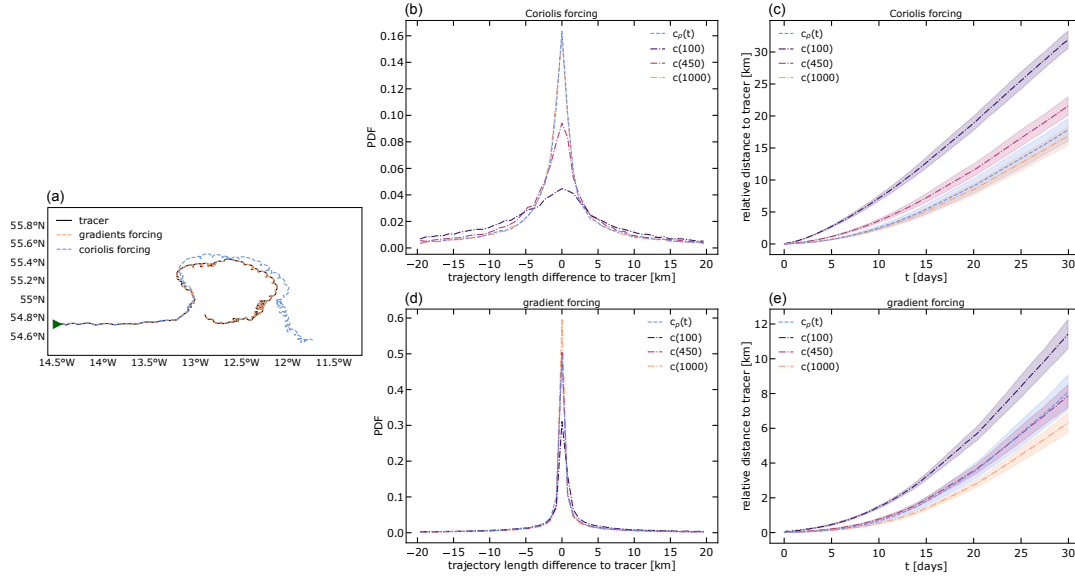 (a)
tracer
gradients forcing
coriolis forcing
55.8°N
55.6°N
55.4°N
55.2°N
55°N
54.8°N
54.6°N
14.5°W
14°W
13.5°W
13°W
12.5°W
12°W
11.5°W
(b)
Coriolis forcing
PDF
0.16
0.14
0.12
0.10
0.08
0.06
0.04
0.02
0.00
cₚ(t)
c(100)
c(450)
c(1000)
−20 −15 −10 −5 0 5 10 15 20
trajectory length difference to tracer [km]
(c)
Coriolis forcing
relative distance to tracer [km]
30
25
20
15
10
5
0
cₚ(t)
c(100)
c(450)
c(1000)
0 5 10 15 20 25 30
t [days]
(d)
gradient forcing
PDF
0.6
0.5
0.4
0.3
0.2
0.1
0.0
cₚ(t)
c(100)
c(450)
c(1000)
−20 −15 −10 −5 0 5 10 15 20
trajectory length difference to tracer [km]
(e)
gradient forcing
relative distance to tracer [km]
12
10
8
6
4
2
0
cₚ(t)
c(100)
c(450)
c(1000)
0 5 10 15 20 25 30
t [days]